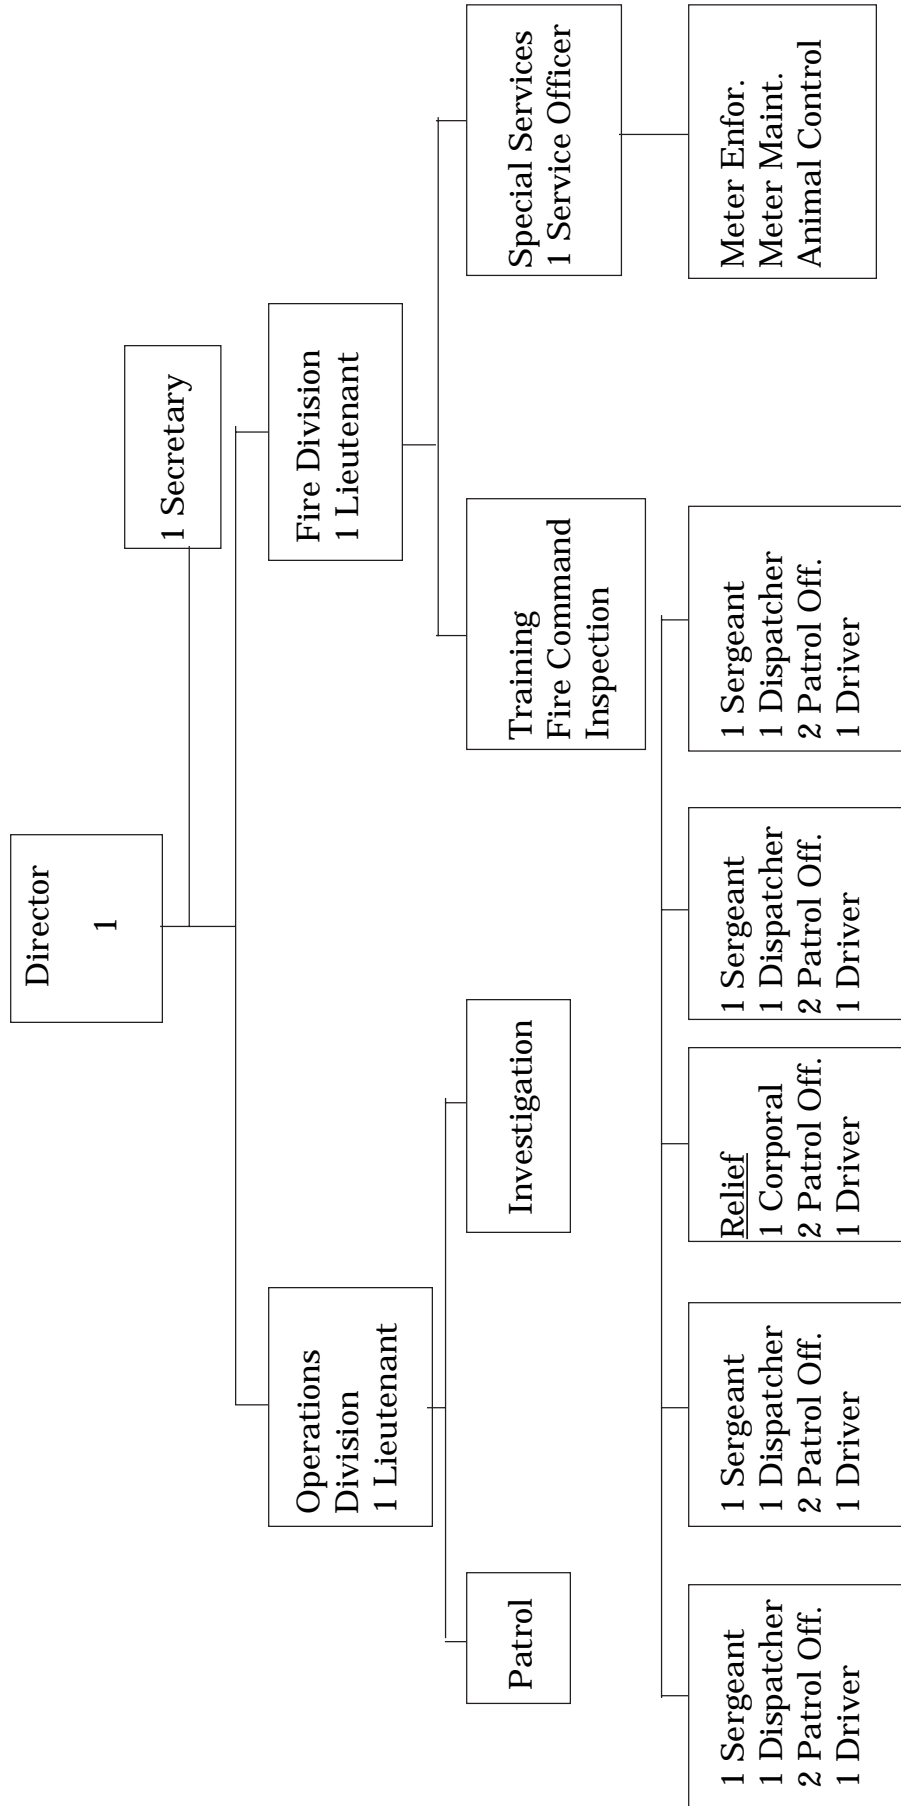 Director
1
1 Secretary
Operations
Division
1 Lieutenant
Fire Division
1 Lieutenant
Patrol
Investigation
Training
Fire Command
Inspection
Special Services
1 Service Officer
1 Sergeant
1 Dispatcher
2 Patrol Off.
1 Driver
1 Sergeant
1 Dispatcher
2 Patrol Off.
1 Driver
Relief
1 Corporal
2 Patrol Off.
1 Driver
1 Sergeant
1 Dispatcher
2 Patrol Off.
1 Driver
1 Sergeant
1 Dispatcher
2 Patrol Off.
1 Driver
Meter Enfor.
Meter Maint.
Animal Control